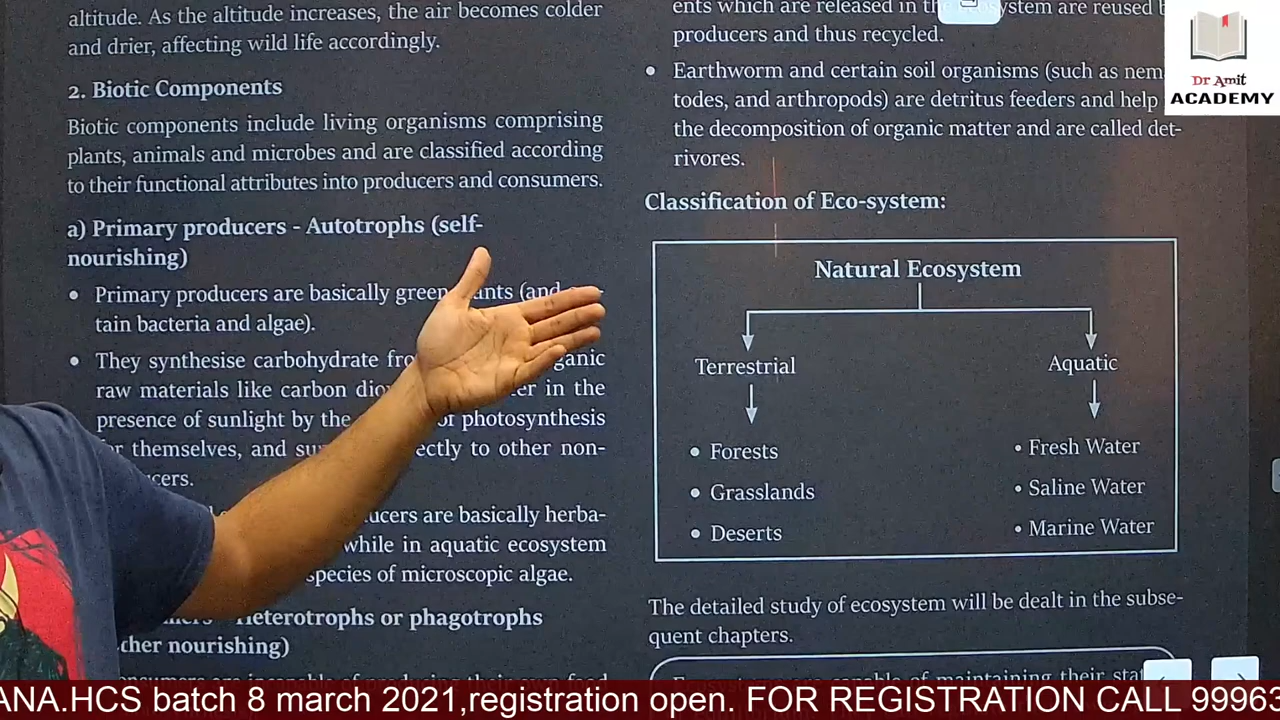 altitude. As the altitude increases, the air becomes colder
and drier, affecting wild life accordingly.
2. Biotic Components
Biotic components include living organisms comprising
plants, animals and microbes and are classified according
to their functional attributes into producers and consumers.
a) Primary producers - Autotrophs (self-
nourishing)
• Primary producers are basically green (and
tain bacteria and algae).
• They synthesise carbohydrate
raw materials like carbon in the
presence of sunlight by the of photosynthesis
themselves, and to other non-
are basically herba-
while in aquatic ecosystem
species of microscopic algae.
Heterotrophs or phagotrophs
nourishing)
ents which are released in the are reused
producers and thus recycled.
• Earthworm and certain soil organisms (such as nem
todes, and arthropods) are detritus feeders and help
the decomposition of organic matter and are called det-
rivores.
Classification of Eco-system:
Natural Ecosystem
Terrestrial
Aquatic
• Forests
• Grasslands
• Deserts
• Fresh Water
• Saline Water
• Marine Water
The detailed study of ecosystem will be dealt in the subse-
quent chapters.
capable of maintaining their
Dr Amit
ACADEMY
ANA.HCS batch 8 march 2021,registration open. FOR REGISTRATION CALL 99963